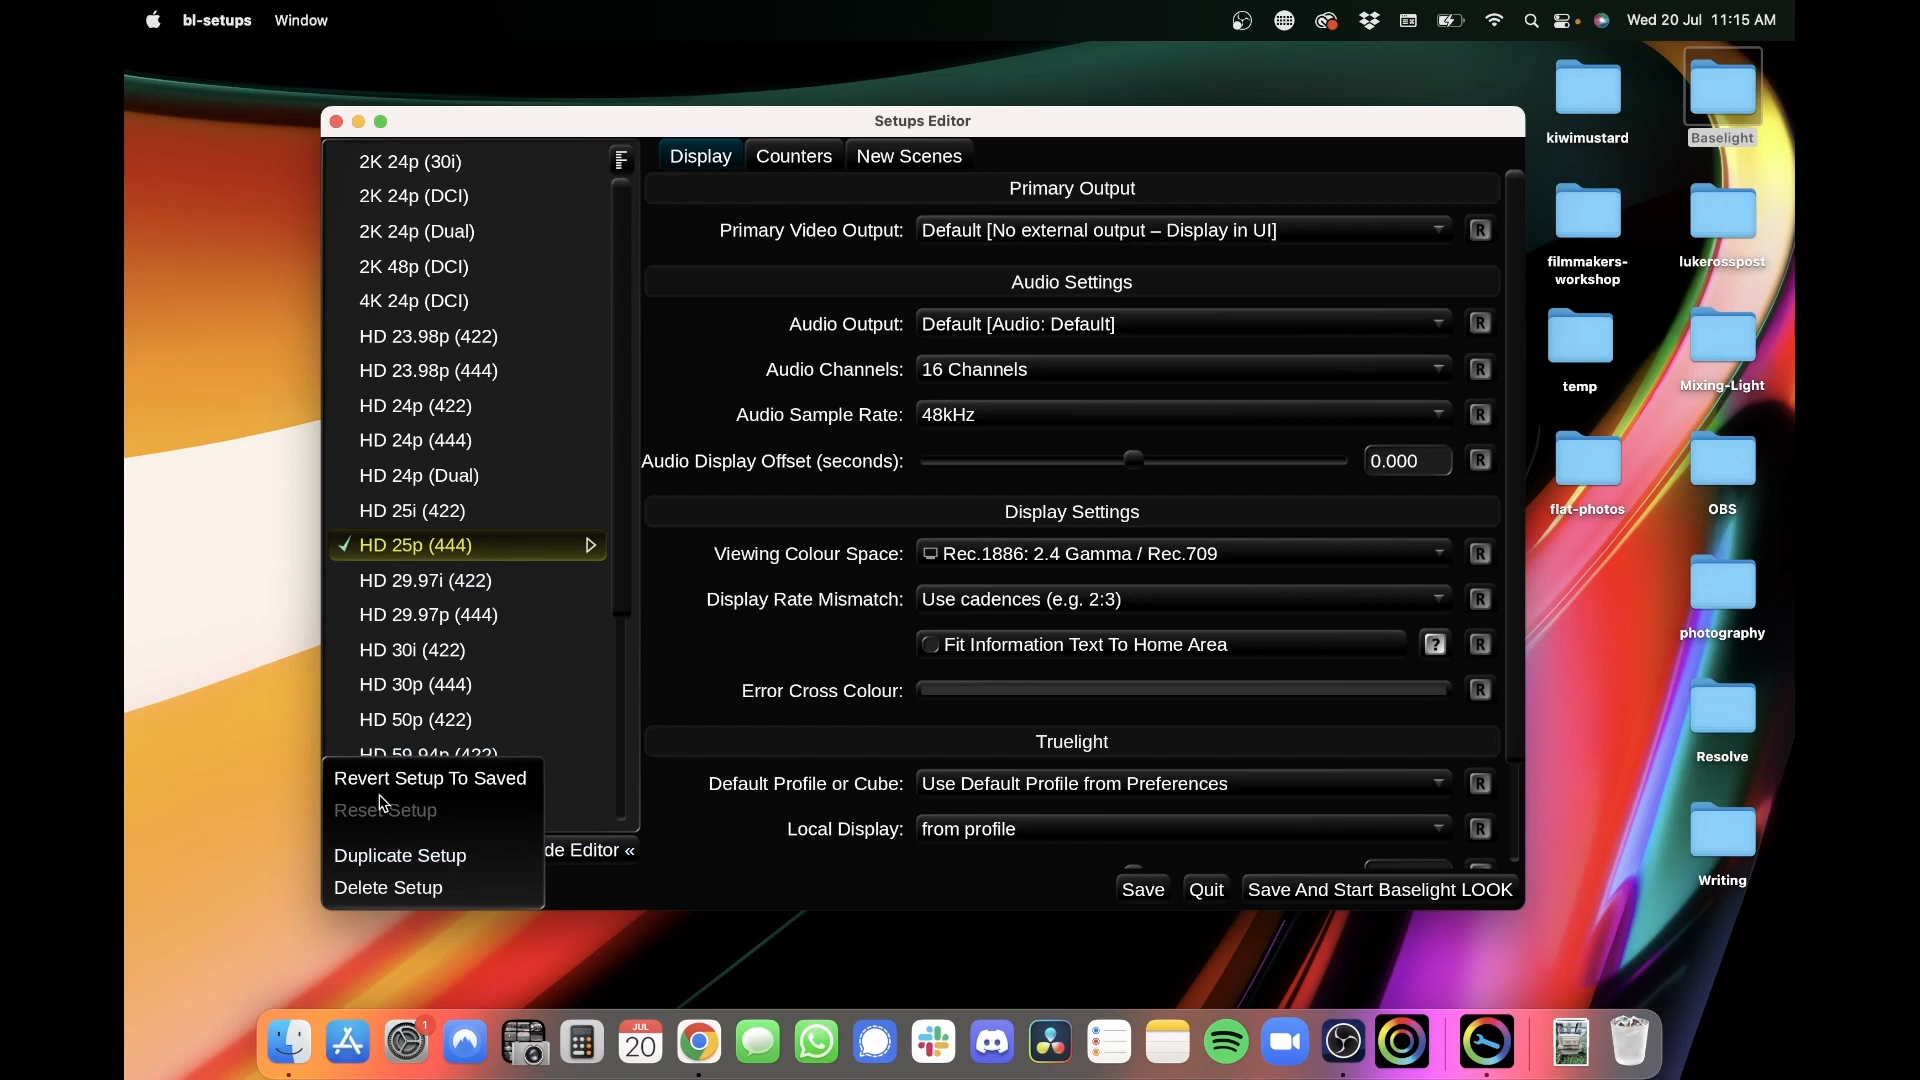 bl-setups Window
Wed 20 Jul 11:15 AM
Setups Editor
2K 24p (30i)
2K 24p (DCI)
2K 24p (Dual)
2K 48p (DCI)
4K 24p (DCI)
HD 23.98p (422)
HD 23.98p (444)
HD 24p (422)
HD 24p (444)
HD 24p (Dual)
HD 25i (422)
HD 25p (444)
HD 29.97i (422)
HD 29.97p (444)
HD 30i (422)
HD 30p (444)
HD 50p (422)
HD 59.94p (422)
Revert Setup To Saved
Reset Setup
Duplicate Setup
Delete Setup
de Editor «
Display Counters New Scenes
Primary Output
Primary Video Output: Default [No external output – Display in UI] R
Audio Settings
Audio Output: Default [Audio: Default] R
Audio Channels: 16 Channels R
Audio Sample Rate: 48kHz R
Audio Display Offset (seconds): 0.000 R
Display Settings
Viewing Colour Space: Rec.1886: 2.4 Gamma / Rec.709 R
Display Rate Mismatch: Use cadences (e.g. 2:3) R
Fit Information Text To Home Area ? R
Error Cross Colour: R
Truelight
Default Profile or Cube: Use Default Profile from Preferences R
Local Display: from profile R
Save Quit Save And Start Baselight LOOK
kiwimustard
Baselight
filmmakers-
workshop
lukerosspost
temp
Mixing-Light
flat-photos
OBS
photography
Resolve
Writing
1
JUL
20